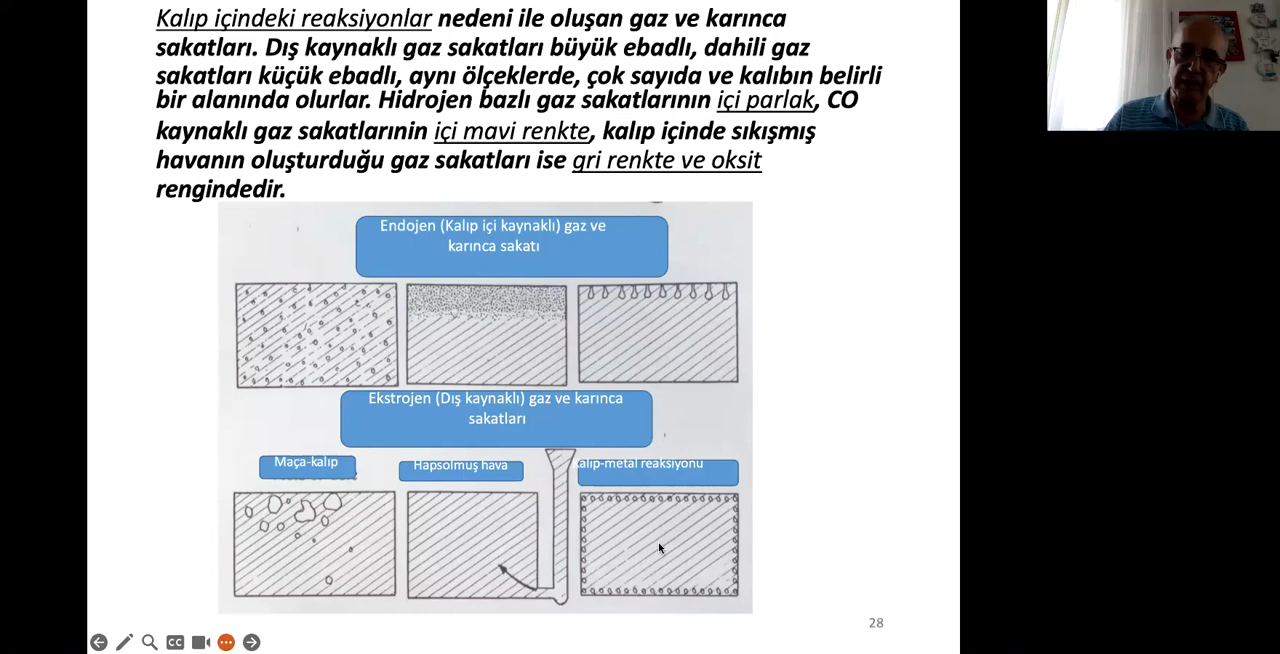 Kalıp içindeki reaksiyonlar nedeni ile oluşan gaz ve karınca
sakatları. Dış kaynaklı gaz sakatları büyük ebadlı, dahili gaz
sakatları küçük ebadlı, aynı ölçeklerde, çok sayıda ve kalıbın belirli
bir alanında olurlar. Hidrojen bazlı gaz sakatlarının içi parlak, CO
kaynaklı gaz sakatlarının içi mavi renkte, kalıp içinde sıkışmış
havanın oluşturduğu gaz sakatları ise gri renkte ve oksit
rengindedir.
Endojen (Kalıp içi kaynaklı) gaz ve
karınca sakatı
Ekstrojen (Dış kaynaklı) gaz ve karınca
sakatları
Maça-kalıp
Hapsolmuş hava
kalıp-metal reaksiyonu
28
CC